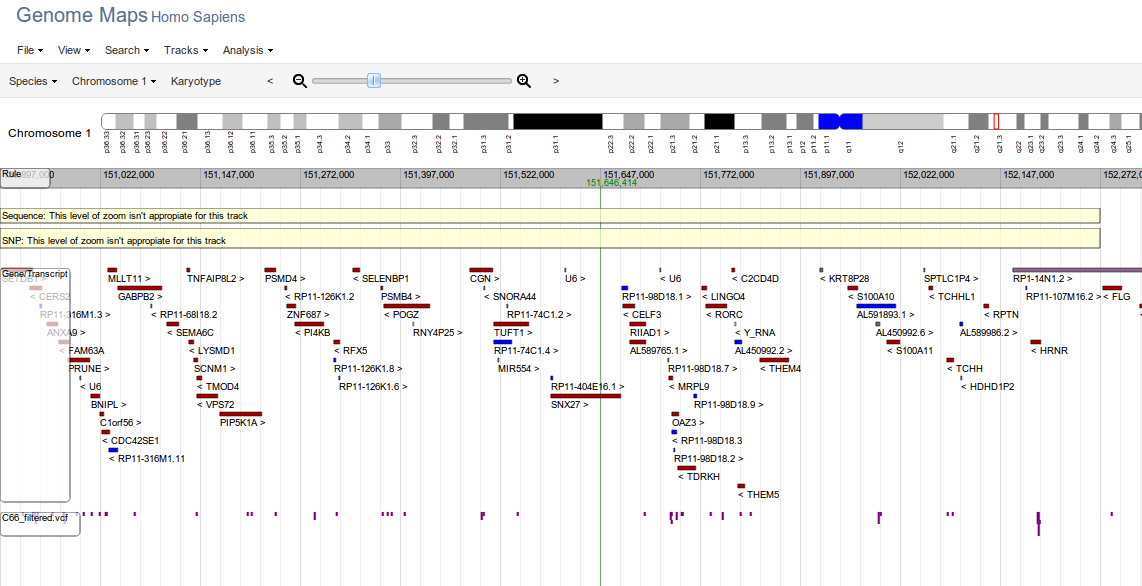 Genome Maps Homo Sapiens
File View Search Tracks Analysis
Species Chromosome 1 Karyotype < >
Chromosome 1
p36.33 p36.32 p36.31 p36.23 p36.22 p36.21 p36.13 p36.12 p36.11 p35.3 p35.2 p35.1 p34.3 p34.2 p34.1 p33 p32.3 p32.2 p32.1 p31.3 p31.2 p31.1 p22.3 p22.2 p22.1 p21.3 p21.2 p21.1 p13.3 p13.2 p13.1 p12 p11.2 p11.1 q11 q12 q21.1 q21.2 q21.3 q22 q23.1 q23.2 q23.3 q24.1 q24.2 q24.3 q25.1
Rule 897,000 151,022,000 151,147,000 151,272,000 151,397,000 151,522,000 151,647,000 151,772,000 151,897,000 152,022,000 152,147,000 152,272,0
151,646,414
Sequence: This level of zoom isn't appropiate for this track
SNP: This level of zoom isn't appropiate for this track
Gene/Transcript
SETDB1 > MLLT11 > TNFAIP8L2 > PSMD4 > < SELENBP1 CGN > U6 > < U6 < C2CD4D < KRT8P28 SPTLC1P4 > RP1-14N1.2 >
< CERS2 GABPB2 > < RP11-126K1.2 PSMB4 > < SNORA44 RP11-98D18.1 > < LINGO4 < S100A10 < TCHHL1 RP11-107M16.2 > < FLG
RP11-316M1.3 > < RP11-68I18.2 ZNF687 > < POGZ RP11-74C1.2 > < CELF3 < RORC AL591893.1 > < RPTN
ANXA9 > < SEMA6C < PI4KB RNY4P25 > TUFT1 > RIIAD1 > < Y_RNA AL450992.6 > AL589986.2 >
< FAM63A < LYSMD1 < RFX5 RP11-74C1.4 > AL589765.1 > AL450992.2 > < S100A11 < HRNR
PRUNE > SCNM1 > RP11-126K1.8 > MIR554 > RP11-98D18.7 > < THEM4 < TCHH
< U6 < TMOD4 RP11-126K1.6 > RP11-404E16.1 > < MRPL9 < HDHD1P2
BNIPL > < VPS72 SNX27 > RP11-98D18.9 >
C1orf56 > PIP5K1A > OAZ3 >
< CDC42SE1 < RP11-98D18.3
< RP11-316M1.11 RP11-98D18.2 >
< TDRKH
< THEM5
C66_filtered.vcf